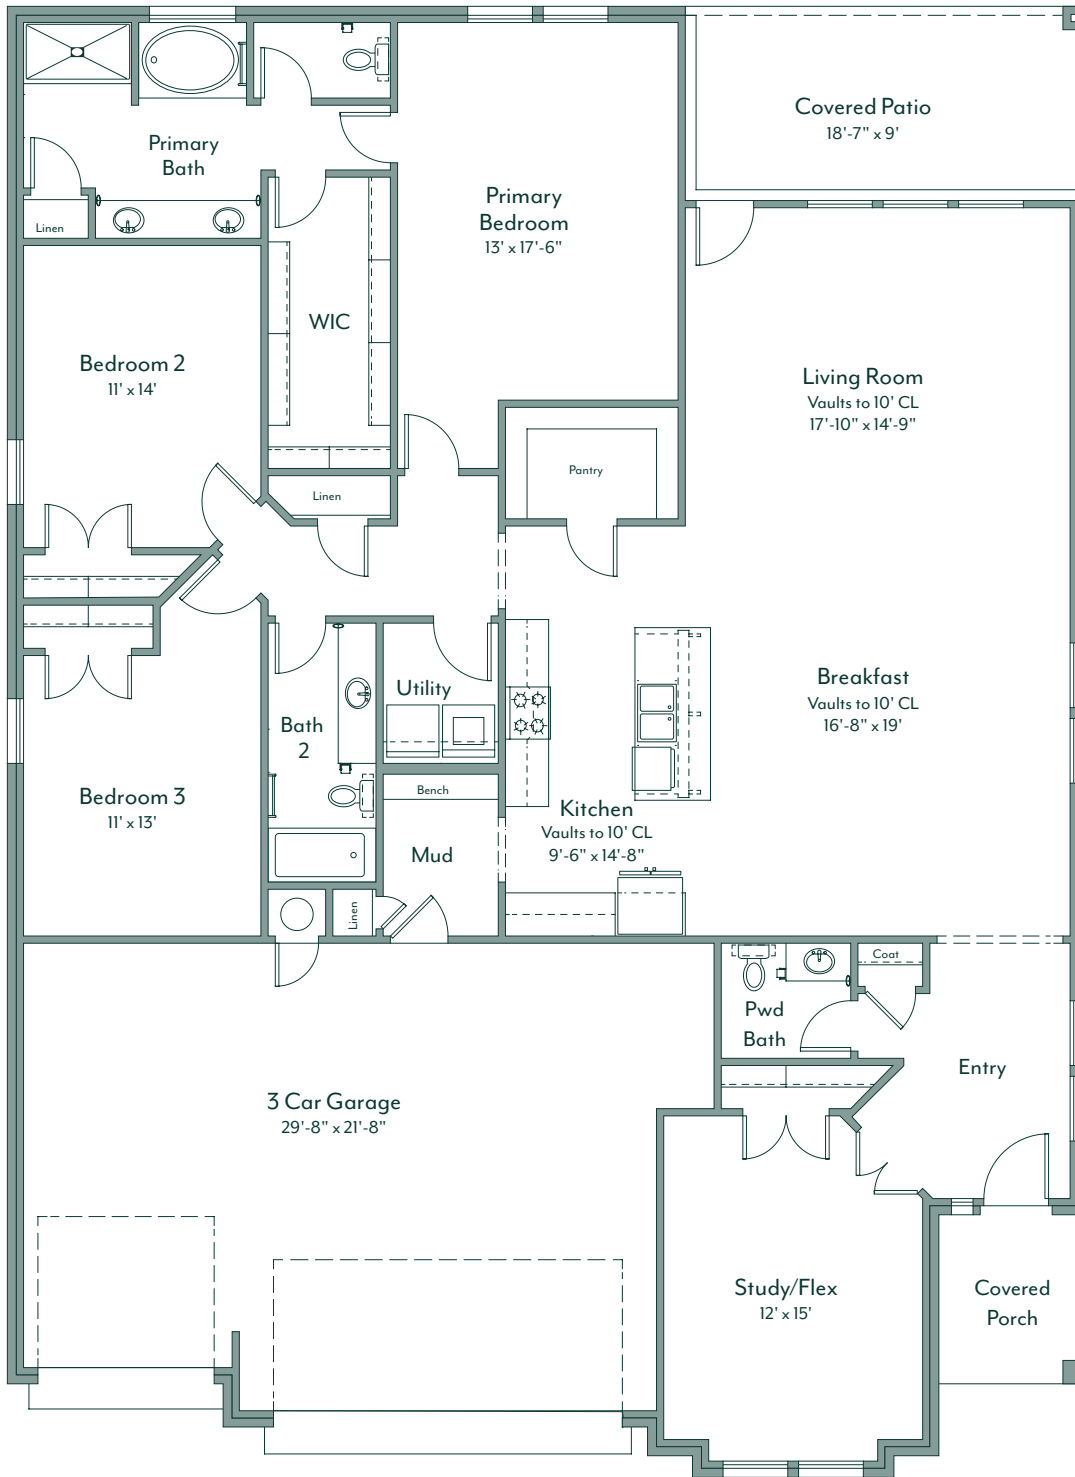 Covered Patio
18'-7" x 9'
Primary
Bath
Linen
Primary
Bedroom
13' x 17'-6"
WIC
Bedroom 2
11' x 14'
Living Room
Vaults to 10' CL
17'-10" x 14'-9"
Pantry
Linen
Breakfast
Vaults to 10' CL
16'-8" x 19'
Utility
Bath
2
Bench
Bedroom 3
11' x 13'
Kitchen
Vaults to 10' CL
9'-6" x 14'-8"
Mud
Linen
Coat
Pwd
Bath
Entry
3 Car Garage
29'-8" x 21'-8"
Study/Flex
12' x 15'
Covered
Porch